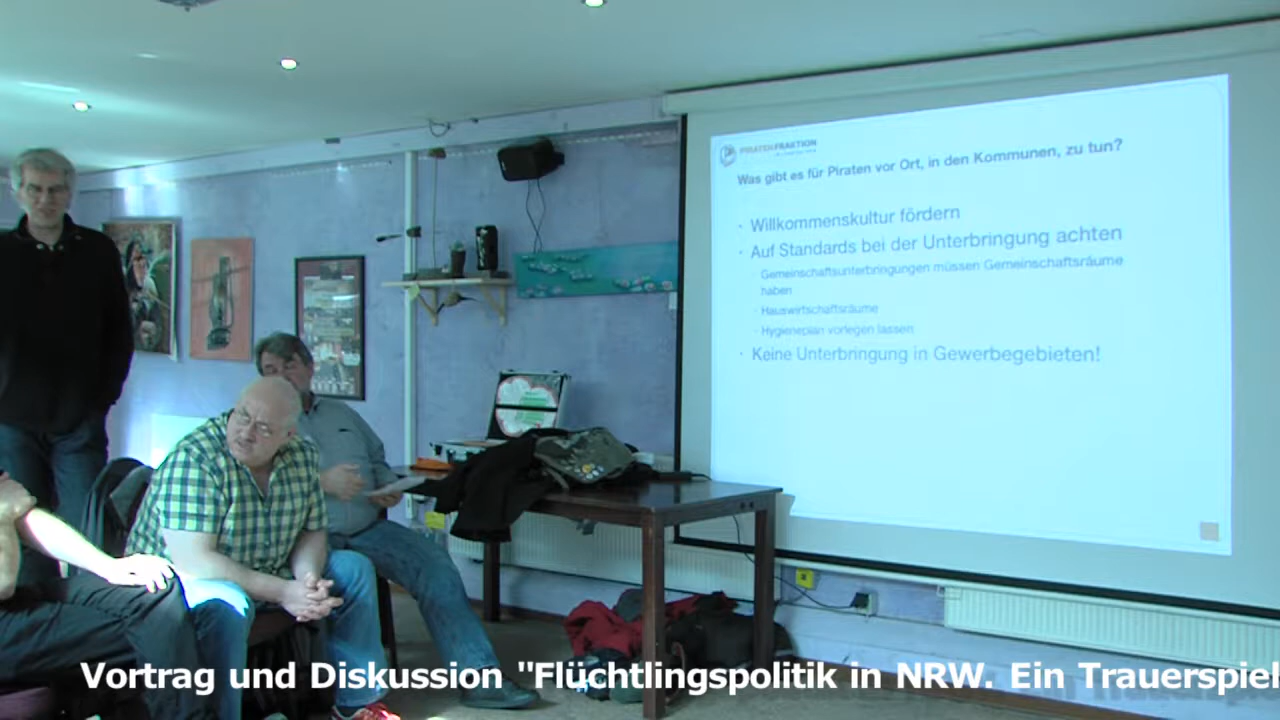 PIRATENFRAKTION
Was gibt es für Piraten vor Ort, in den Kommunen, zu tun?
· Willkommenskultur fördern
· Auf Standards bei der Unterbringung achten
· Gemeinschaftsunterbringungen müssen Gemeinschaftsräume
haben
· Hauswirtschaftsräume
· Hygieneplan vorlegen lassen
· Keine Unterbringung in Gewerbegebieten!
Vortrag und Diskussion "Flüchtlingspolitik in NRW. Ein Trauerspiel